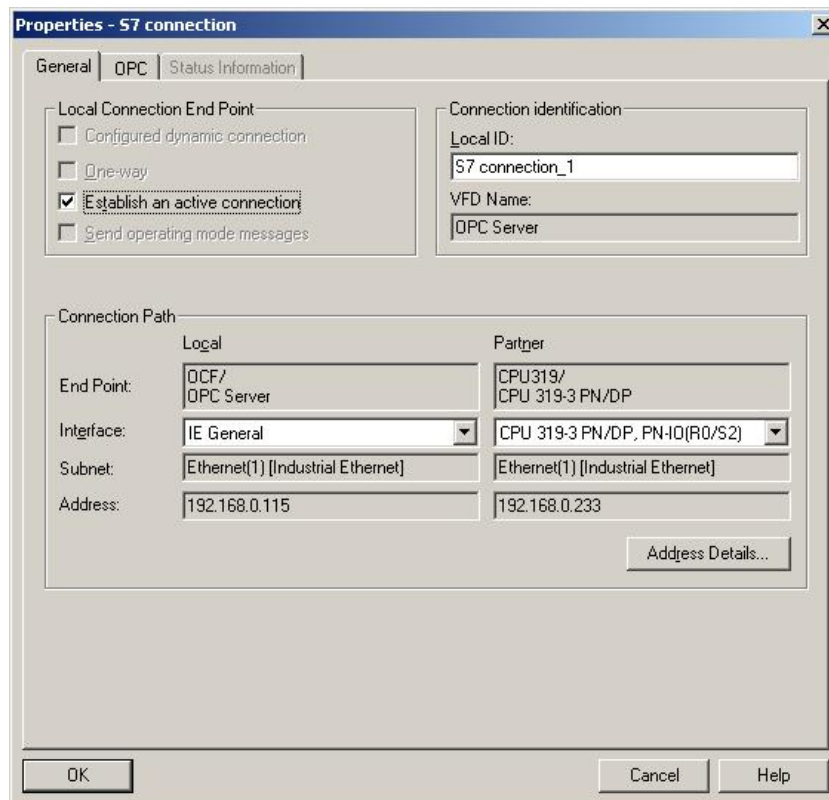 Properties - S7 connection
General OPC Status Information
Local Connection End Point
Configured dynamic connection
One-way
Establish an active connection
Send operating mode messages
Connection identification
Local ID:
S7 connection_1
VFD Name:
OPC Server
Connection Path
Local Partner
End Point:
OCF/
OPC Server
CPU319/
CPU 319-3 PN/DP
Interface: IE General CPU 319-3 PN/DP, PN-IO(R0/S2)
Subnet: Ethernet(1) [Industrial Ethernet] Ethernet(1) [Industrial Ethernet]
Address: 192.168.0.115 192.168.0.233
Address Details...
OK Cancel Help